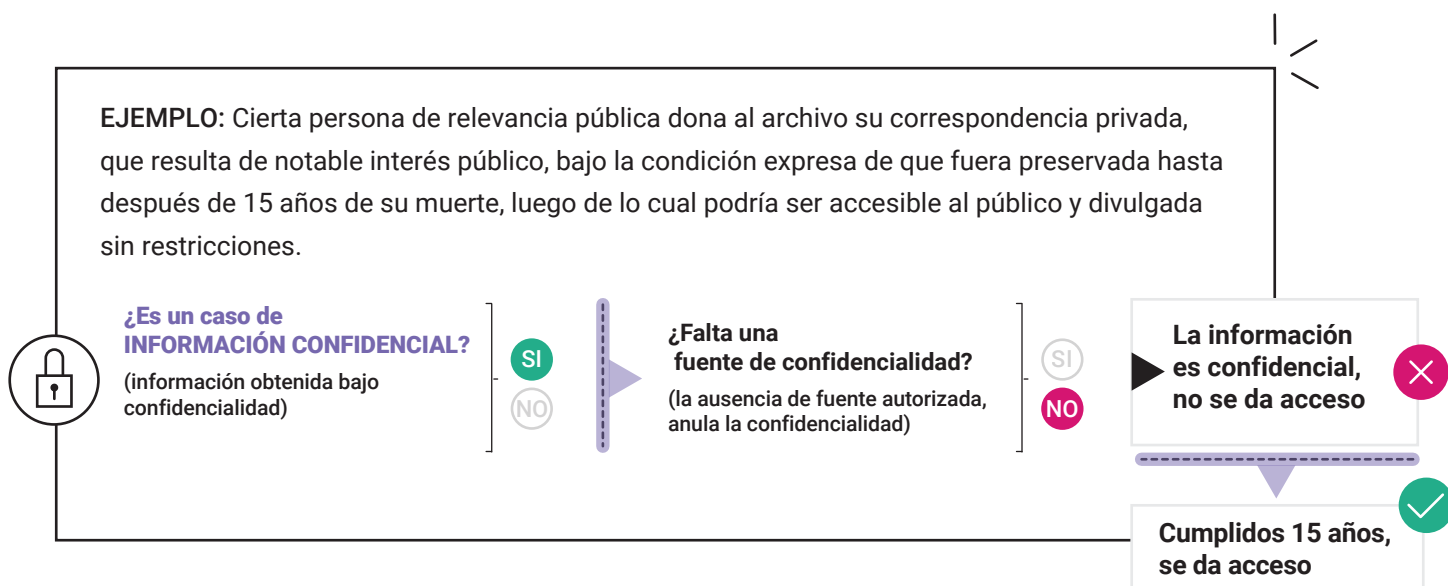 EJEMPLO: Cierta persona de relevancia pública dona al archivo su correspondencia privada,
que resulta de notable interés público, bajo la condición expresa de que fuera preservada hasta
después de 15 años de su muerte, luego de lo cual podría ser accesible al público y divulgada
sin restricciones.
¿Es un caso de
INFORMACIÓN CONFIDENCIAL?
(información obtenida bajo
confidencialidad)
SI
NO
¿Falta una
fuente de confidencialidad?
(la ausencia de fuente autorizada,
anula la confidencialidad)
SI
NO
La información
es confidencial,
no se da acceso
Cumplidos 15 años,
se da acceso